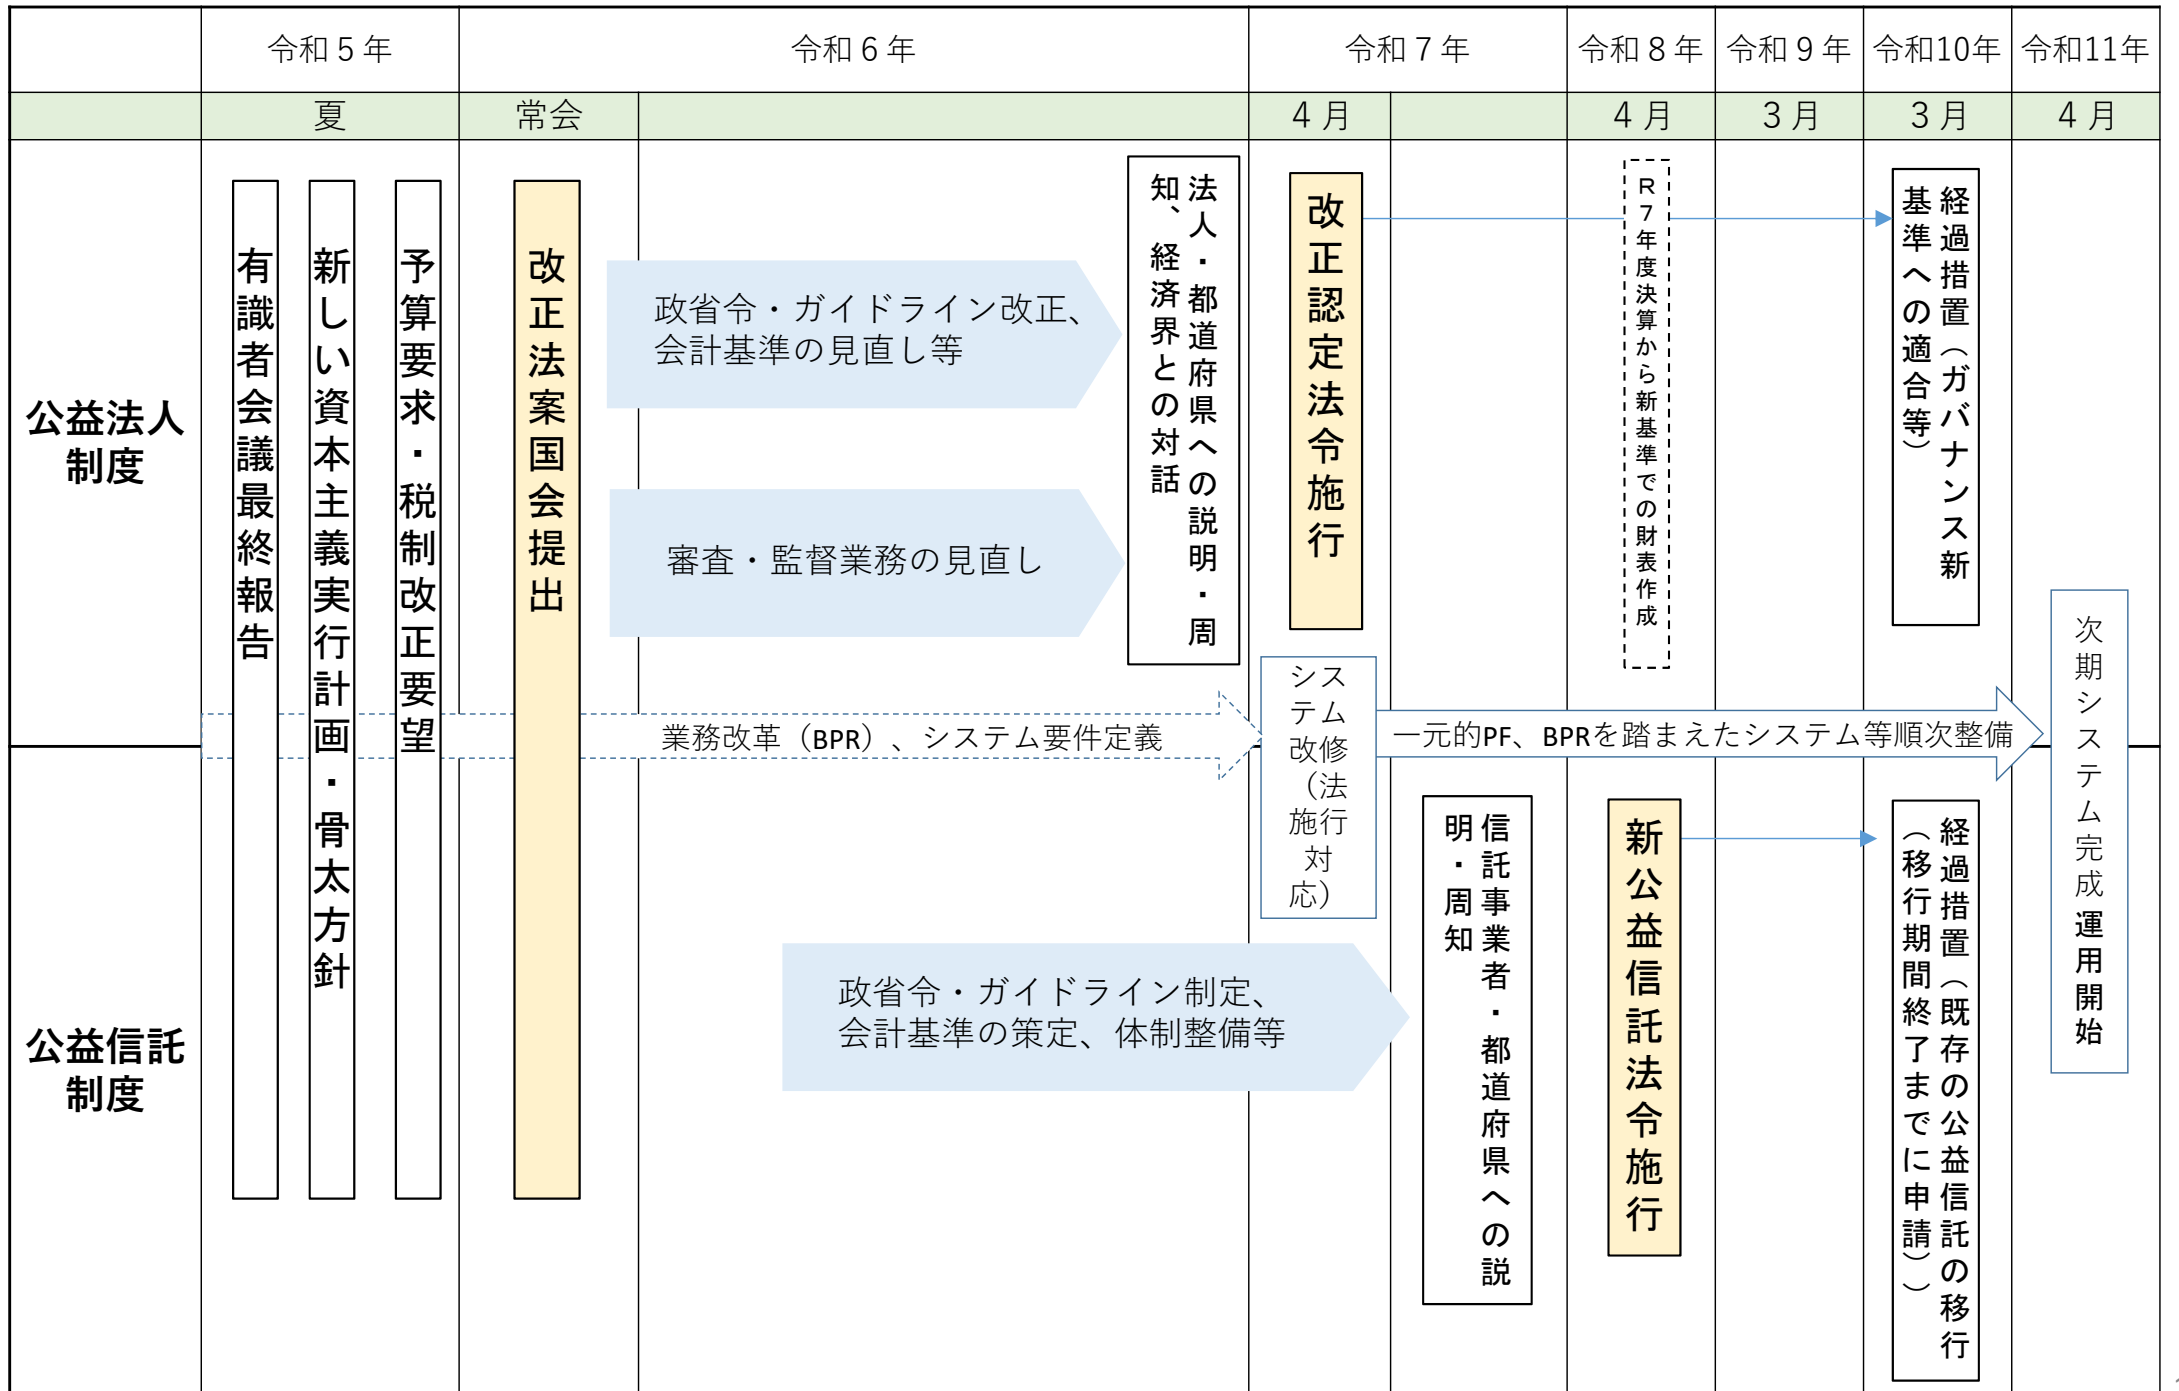 令和５年
令和６年
令和７年
令和８年
令和９年
令和10年
令和11年
夏
常会
４月
４月
３月
３月
４月
公益法人
制度
公益信託
制度
有識者会議最終報告
新しい資本主義実行計画・骨太方針
予算要求・税制改正要望
改正法案国会提出
政省令・ガイドライン改正、
会計基準の見直し等
審査・監督業務の見直し
法人・都道府県への説明・周
知、経済界との対話
改正認定法令施行
Ｒ７年度決算から新基準での財表作成
経過措置（ガバナンス新
基準への適合等）
業務改革（BPR）、システム要件定義
シス
テム
改修
（法
施行
対
応）
一元的PF、BPRを踏まえたシステム等順次整備
次期システム完成運用開始
政省令・ガイドライン制定、
会計基準の策定、体制整備等
信託事業者・都道府県への説
明・周知
新公益信託法令施行
経過措置（既存の公益信託の移行
（移行期間終了までに申請））